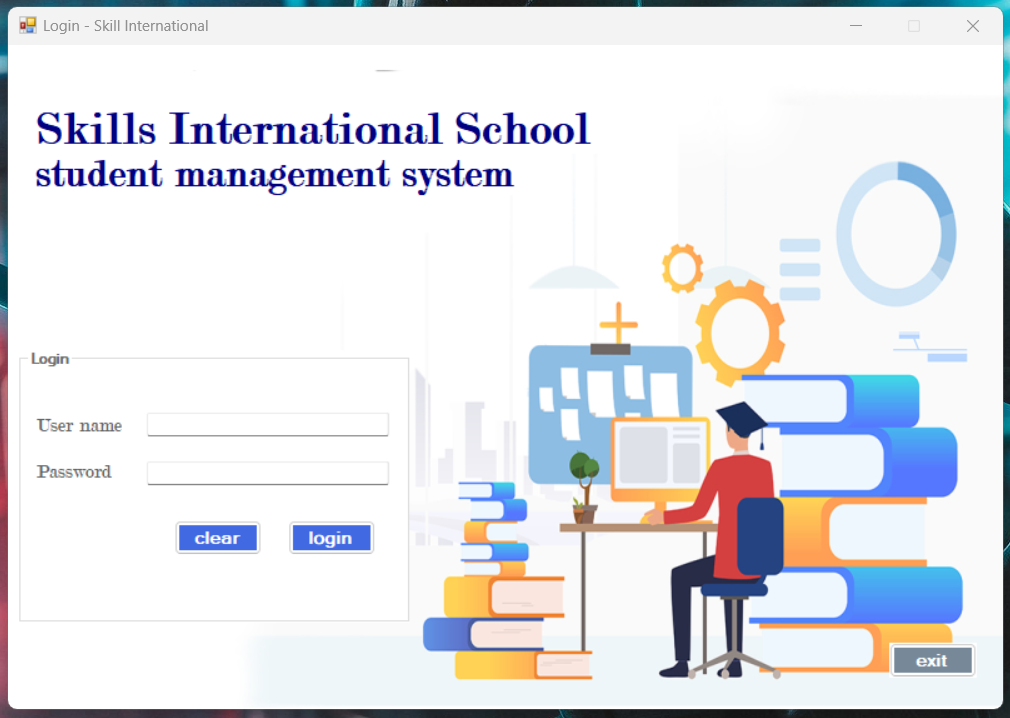 Login - Skill International
Skills International School
student management system
Login
User name
Password
clear
login
exit